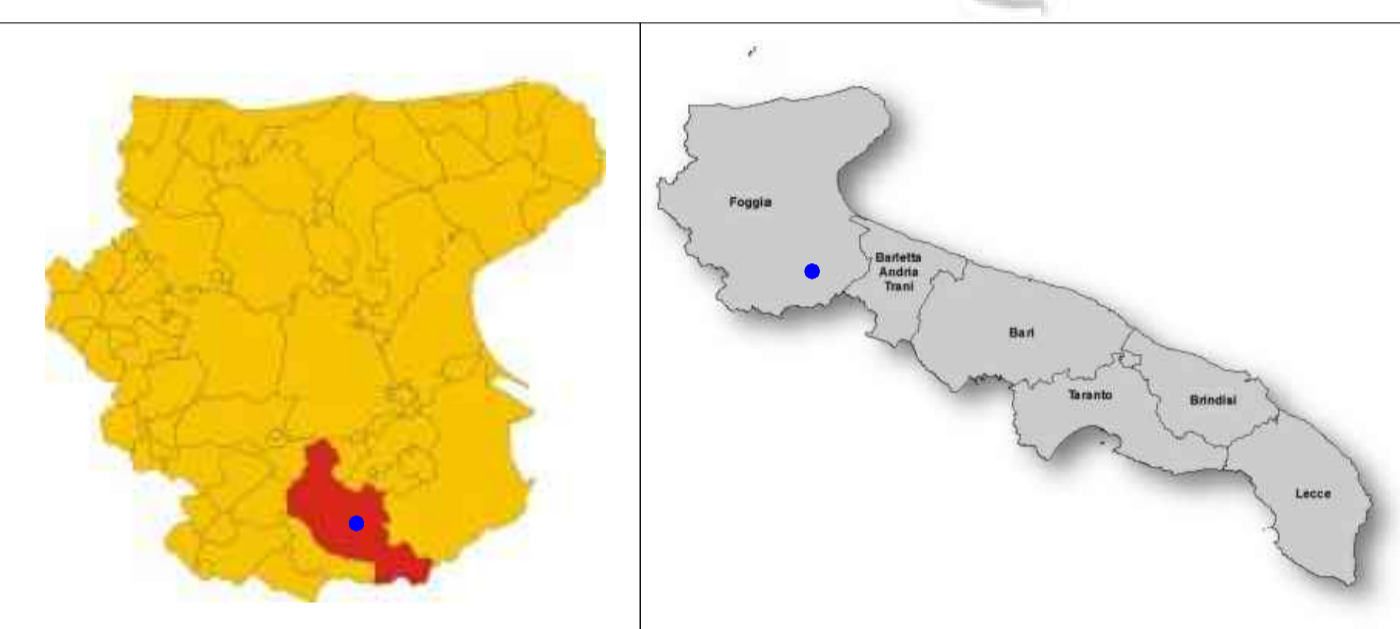 Foggia
Barletta
Andria
Trani
Bari
Taranto
Brindisi
Lecce